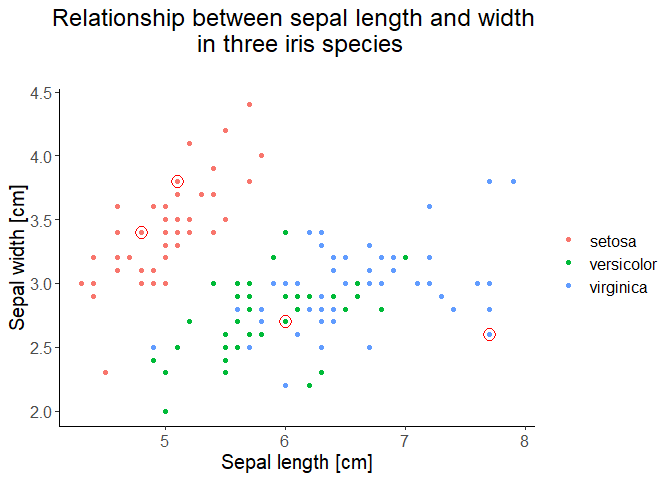 Relationship between sepal length and width
in three iris species
4.5
4.0
3.5
3.0
2.5
2.0
Sepal width [cm]
5
6
7
8
Sepal length [cm]
setosa
versicolor
virginica